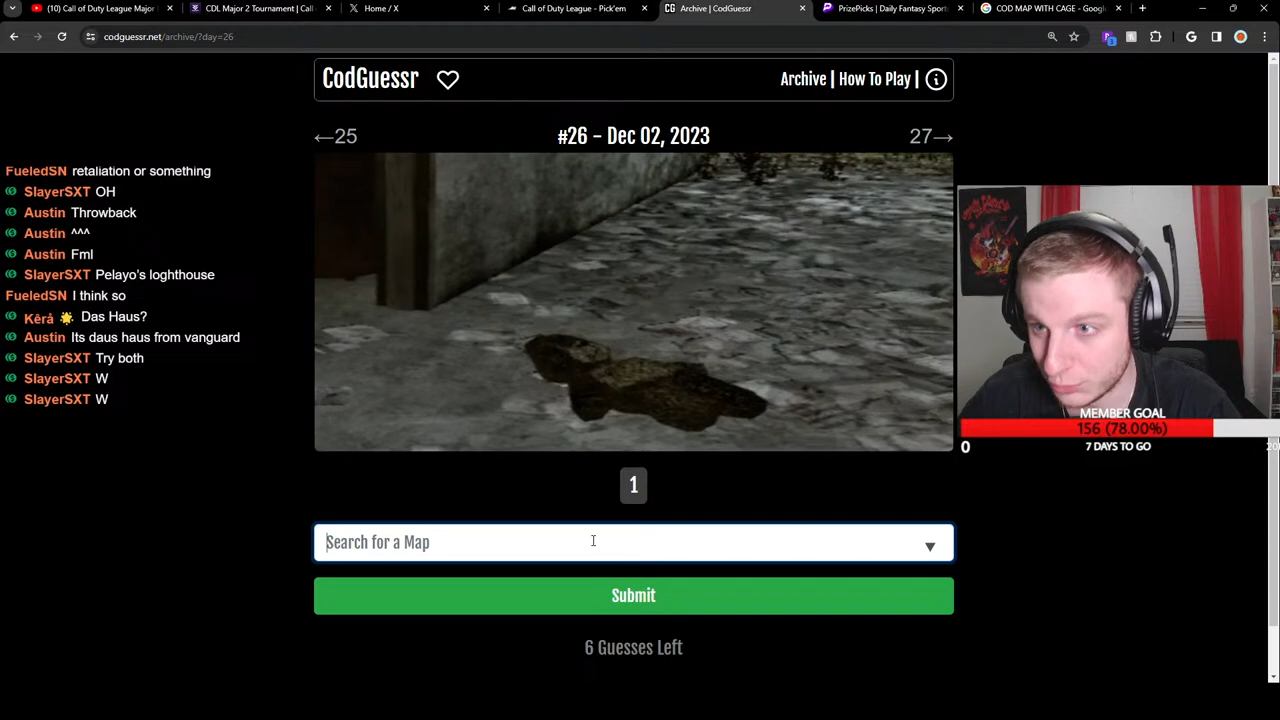 (10) Call of Duty League Major
CDL Major 2 Tournament | Call
Home / X
Call of Duty League - Pick'em
CG Archive | CodGuessr
PrizePicks | Daily Fantasy Sport
COD MAP WITH CAGE - Google
codguessr.net/archive/?day=26
CodGuessr
Archive | How To Play |
←25
#26 - Dec 02, 2023
27→
FueledSN retaliation or something
SlayerSXT OH
Austin Throwback
Austin ^^^
Austin Fml
SlayerSXT Pelayo's loghthouse
FueledSN I think so
Kêrå Das Haus?
Austin Its daus haus from vanguard
SlayerSXT Try both
SlayerSXT W
SlayerSXT W
MEMBER GOAL
156 (78.00%)
0
7 DAYS TO GO
1
Search for a Map
Submit
6 Guesses Left